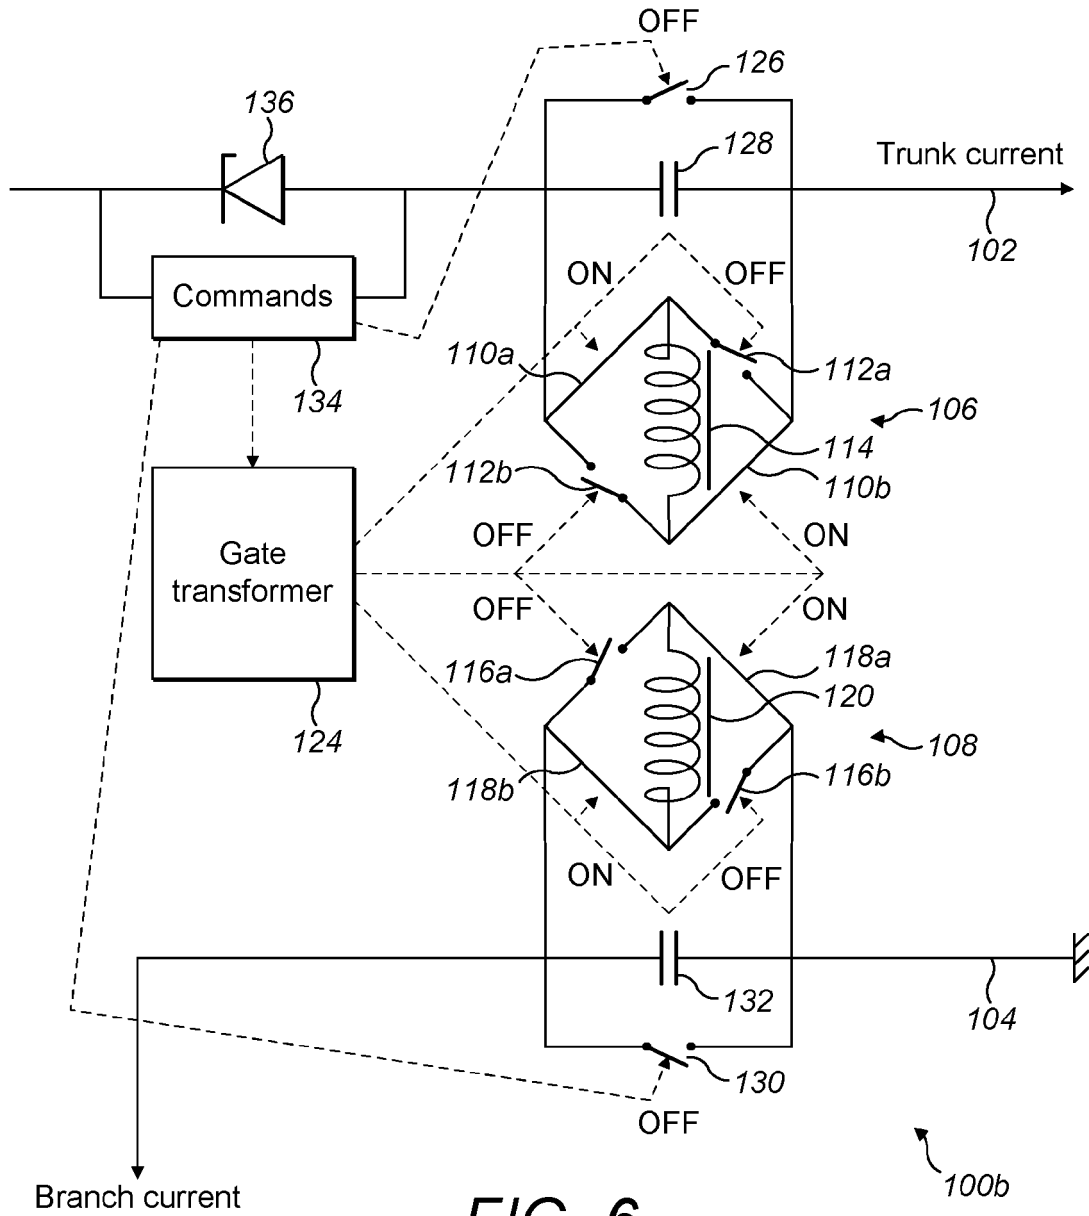 OFF
126
136
128
Trunk current
102
ON
OFF
Commands
110a
112a
134
106
114
112b
110b
OFF
ON
Gate
transformer
OFF
ON
116a
118a
120
124
108
118b
116b
ON
OFF
132
104
130
OFF
100b
Branch current
FIG. 6